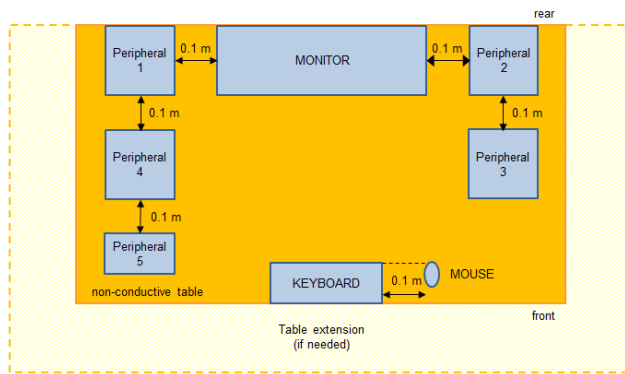 rear
Peripheral
1
0.1 m
MONITOR
0.1 m
Peripheral
2
0.1 m
0.1 m
Peripheral
4
Peripheral
3
0.1 m
Peripheral
5
KEYBOARD
0.1 m
MOUSE
non-conductive table
front
Table extension
(if needed)